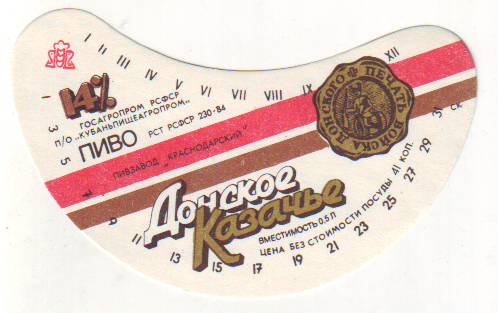 I II III IV V VI VII VIII IX XII
14%
ГОСАГРОПРОМ РСФСР
П/О „КУБАНЬПИЩЕАГРОПРОМ"
ПИВО РСТ РСФСР 230-84
ПИВЗАВОД „КРАСНОДАРСКИЙ"
ПЕЧАТЬ ВОЙСКА ДОНСКОГО
Донское
Казачье
ВМЕСТИМОСТЬ 0,5 Л
ЦЕНА БЕЗ СТОИМОСТИ ПОСУДЫ 41 КОП.
1 3 5 7 9 11 13 15 17 19 21 23 25 27 29 31
СК